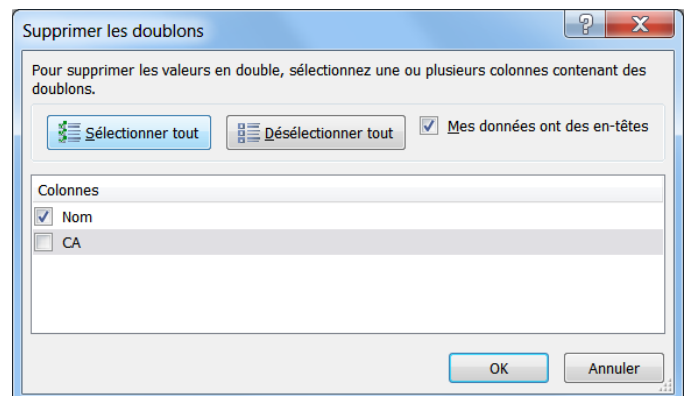 Supprimer les doublons
Pour supprimer les valeurs en double, sélectionnez une ou plusieurs colonnes contenant des
doublons.
Sélectionner tout
Désélectionner tout
Mes données ont des en-têtes
Colonnes
Nom
CA
OK
Annuler